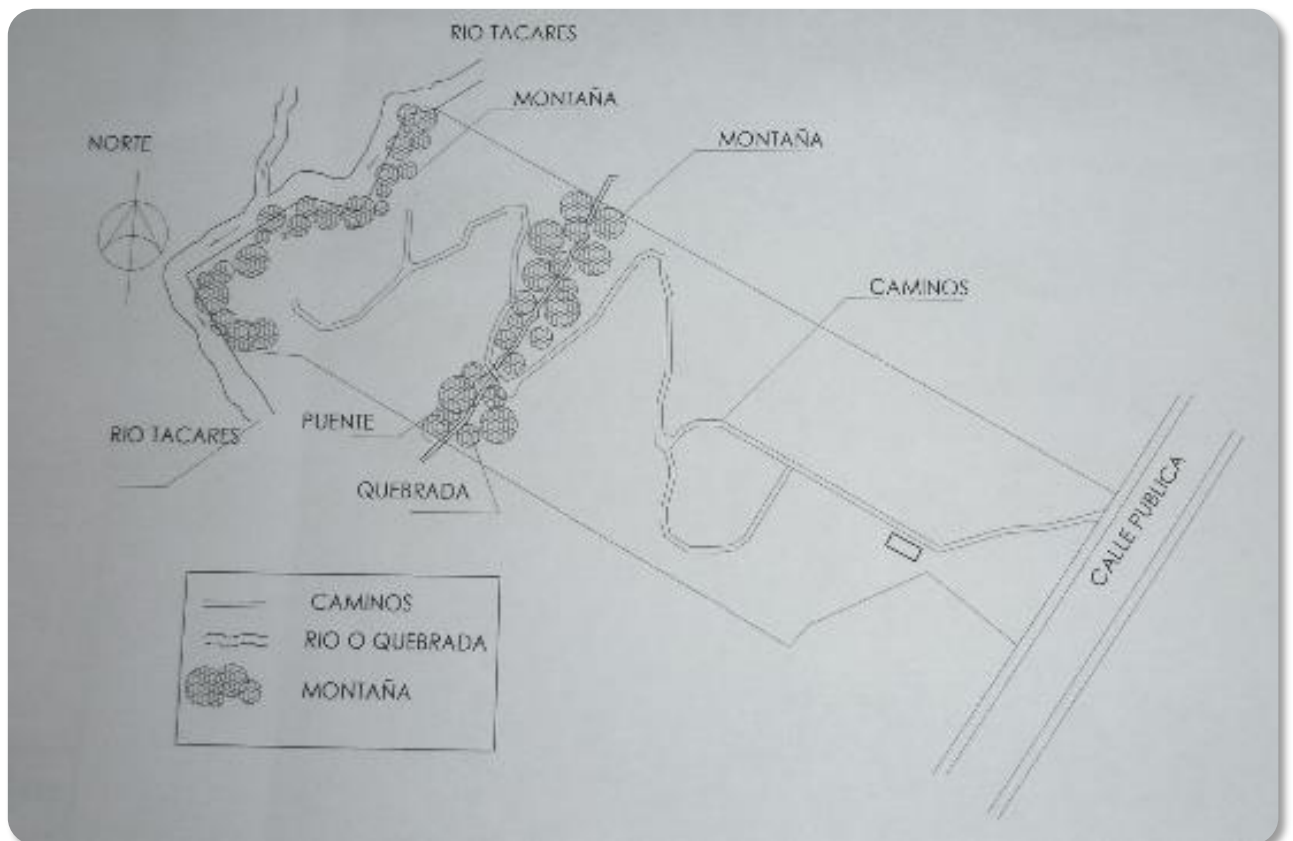 RIO TACARES
MONTAÑA
MONTAÑA
NORTE
CAMINOS
PUENTE
RIO TACARES
QUEBRADA
CALLE PUBLICA
CAMINOS
RIO O QUEBRADA
MONTAÑA